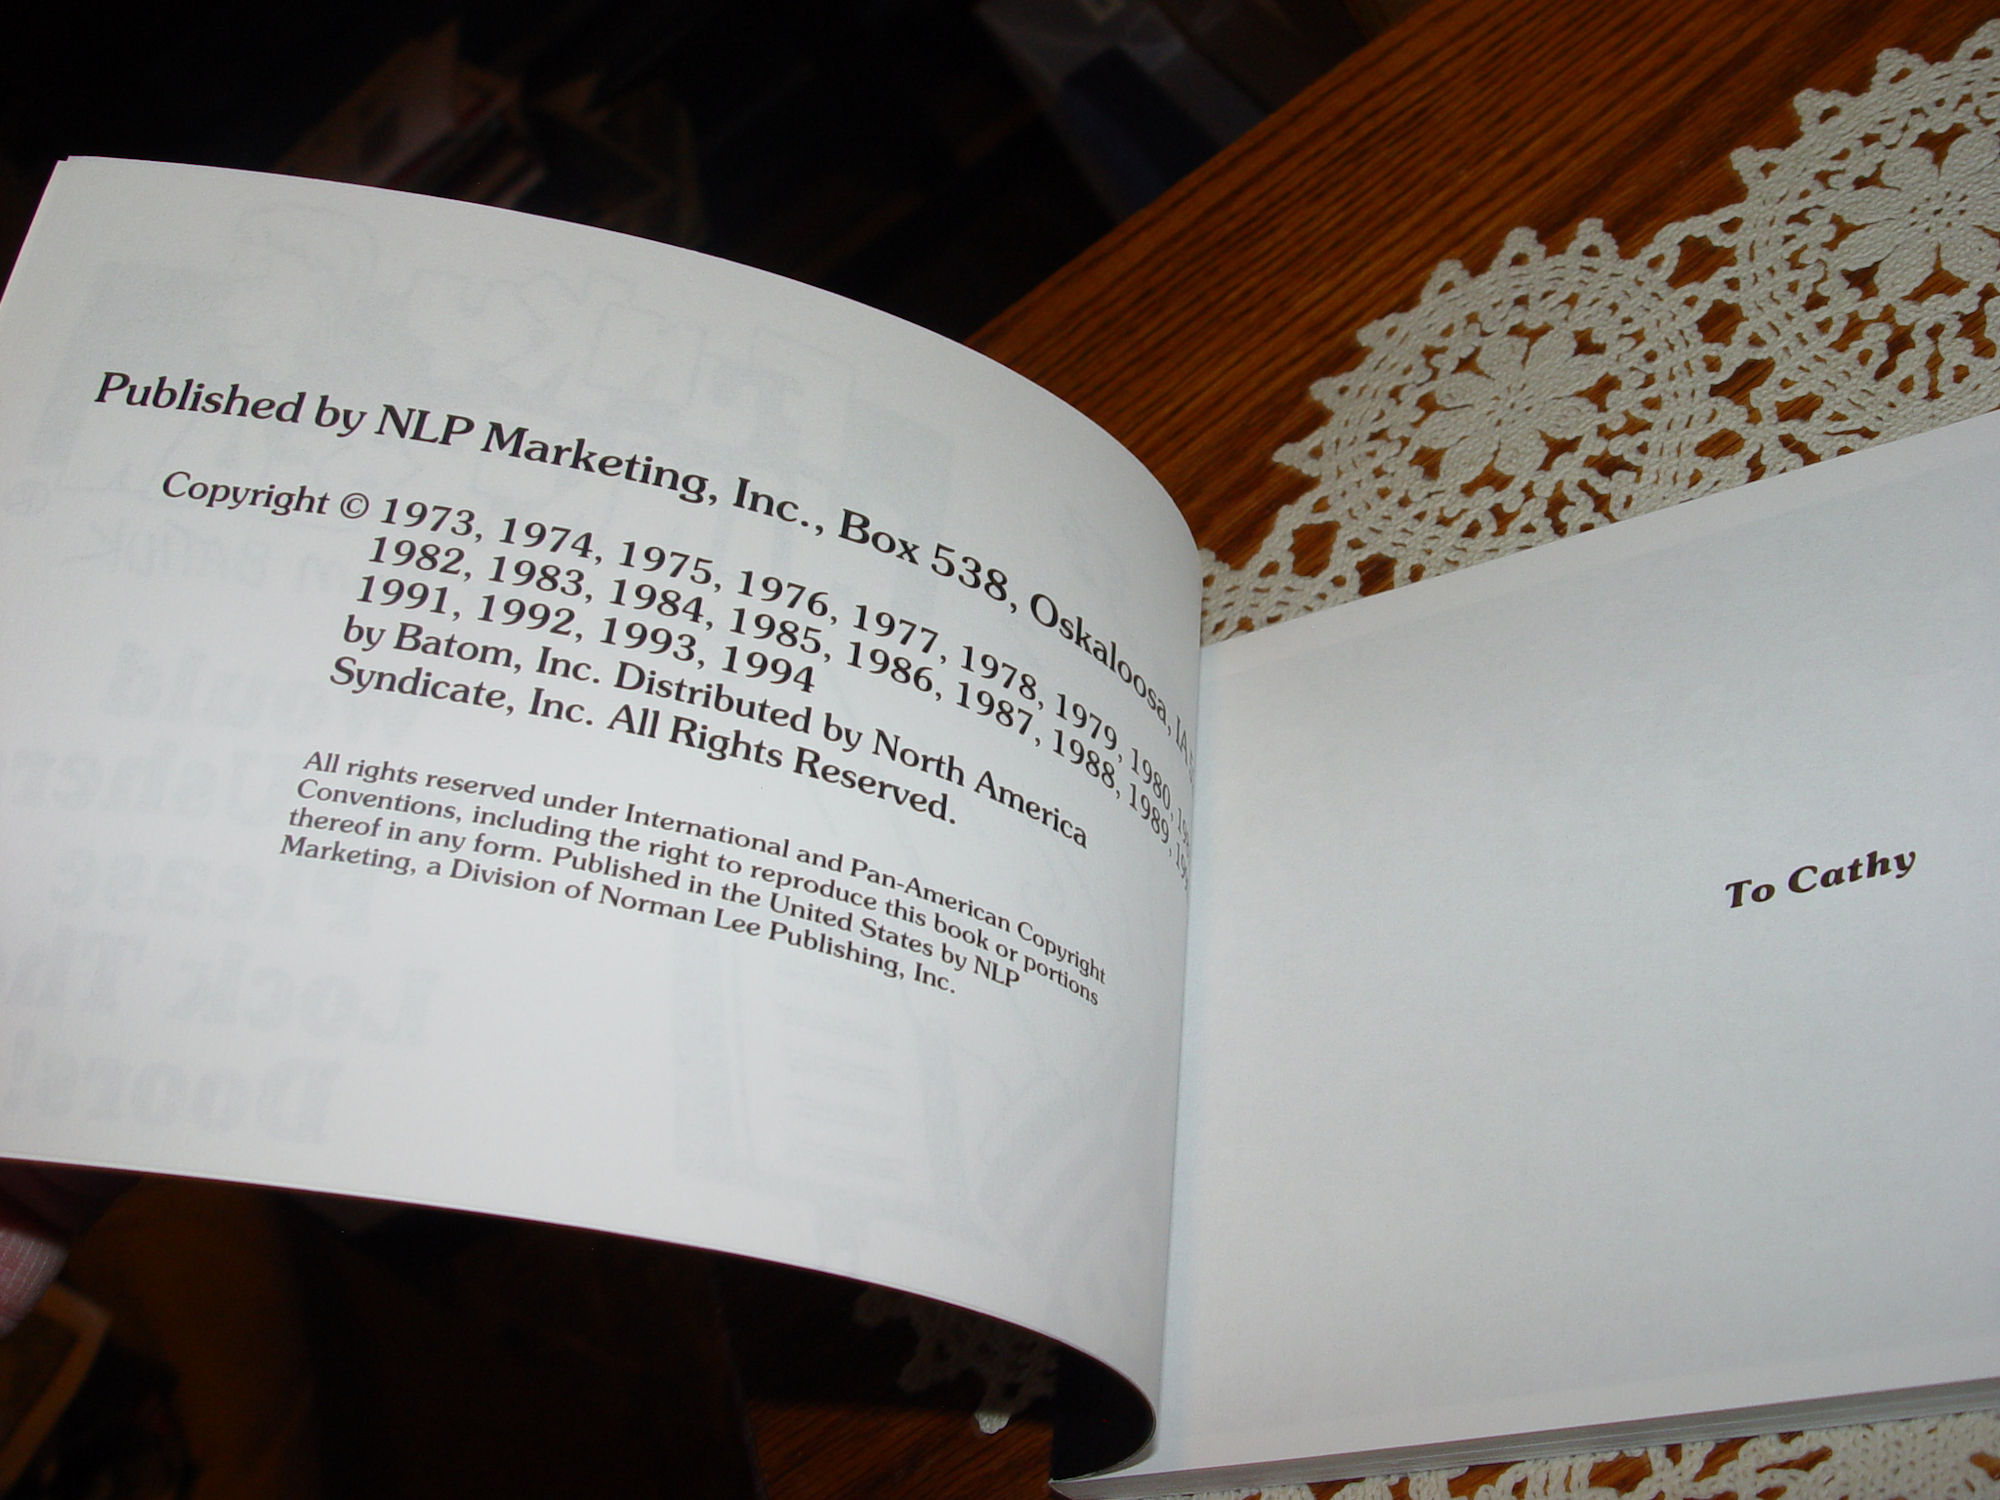 Published by NLP Marketing, Inc., Box 538, Oskaloosa, IA
Copyright © 1973, 1974, 1975, 1976, 1977, 1978, 1979, 1980,
1982, 1983, 1984, 1985, 1986, 1987, 1988, 1989,
1991, 1992, 1993, 1994
by Batom, Inc. Distributed by North America
Syndicate, Inc. All Rights Reserved.
All rights reserved under International and Pan-American Copyright
Conventions, including the right to reproduce this book or portions
thereof in any form. Published in the United States by NLP
Marketing, a Division of Norman Lee Publishing, Inc.
To Cathy